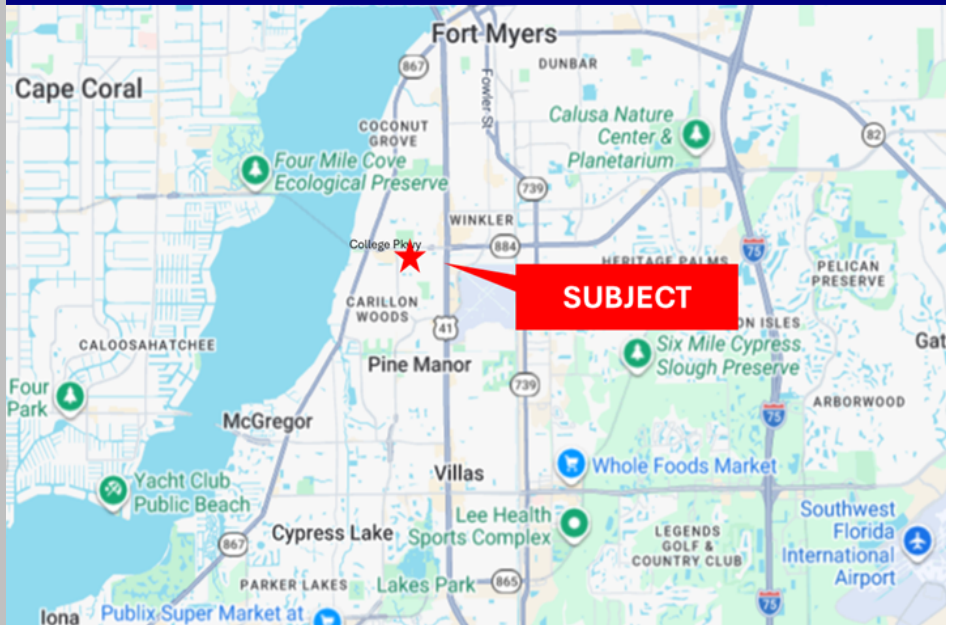 Fort Myers
867
DUNBAR
Cape Coral
Fowler St
Calusa Nature
Center &
Planetarium
82
COCONUT
GROVE
Four Mile Cove
Ecological Preserve
739
WINKLER
College Pkwy
884
HERITAGE PALMS
75
PELICAN
PRESERVE
SUBJECT
CARILLON
WOODS
41
ON ISLES
CALOOSAHATCHEE
Six Mile Cypress
Slough Preserve
Gat
Pine Manor
739
Four
Park
ARBORWOOD
75
McGregor
Villas
Whole Foods Market
Yacht Club
Public Beach
Lee Health
Sports Complex
Southwest
Florida
International
Airport
Cypress Lake
867
LEGENDS
GOLF &
COUNTRY CLUB
PARKER LAKES
Lakes Park
865
75
Iona
Publix Super Market at